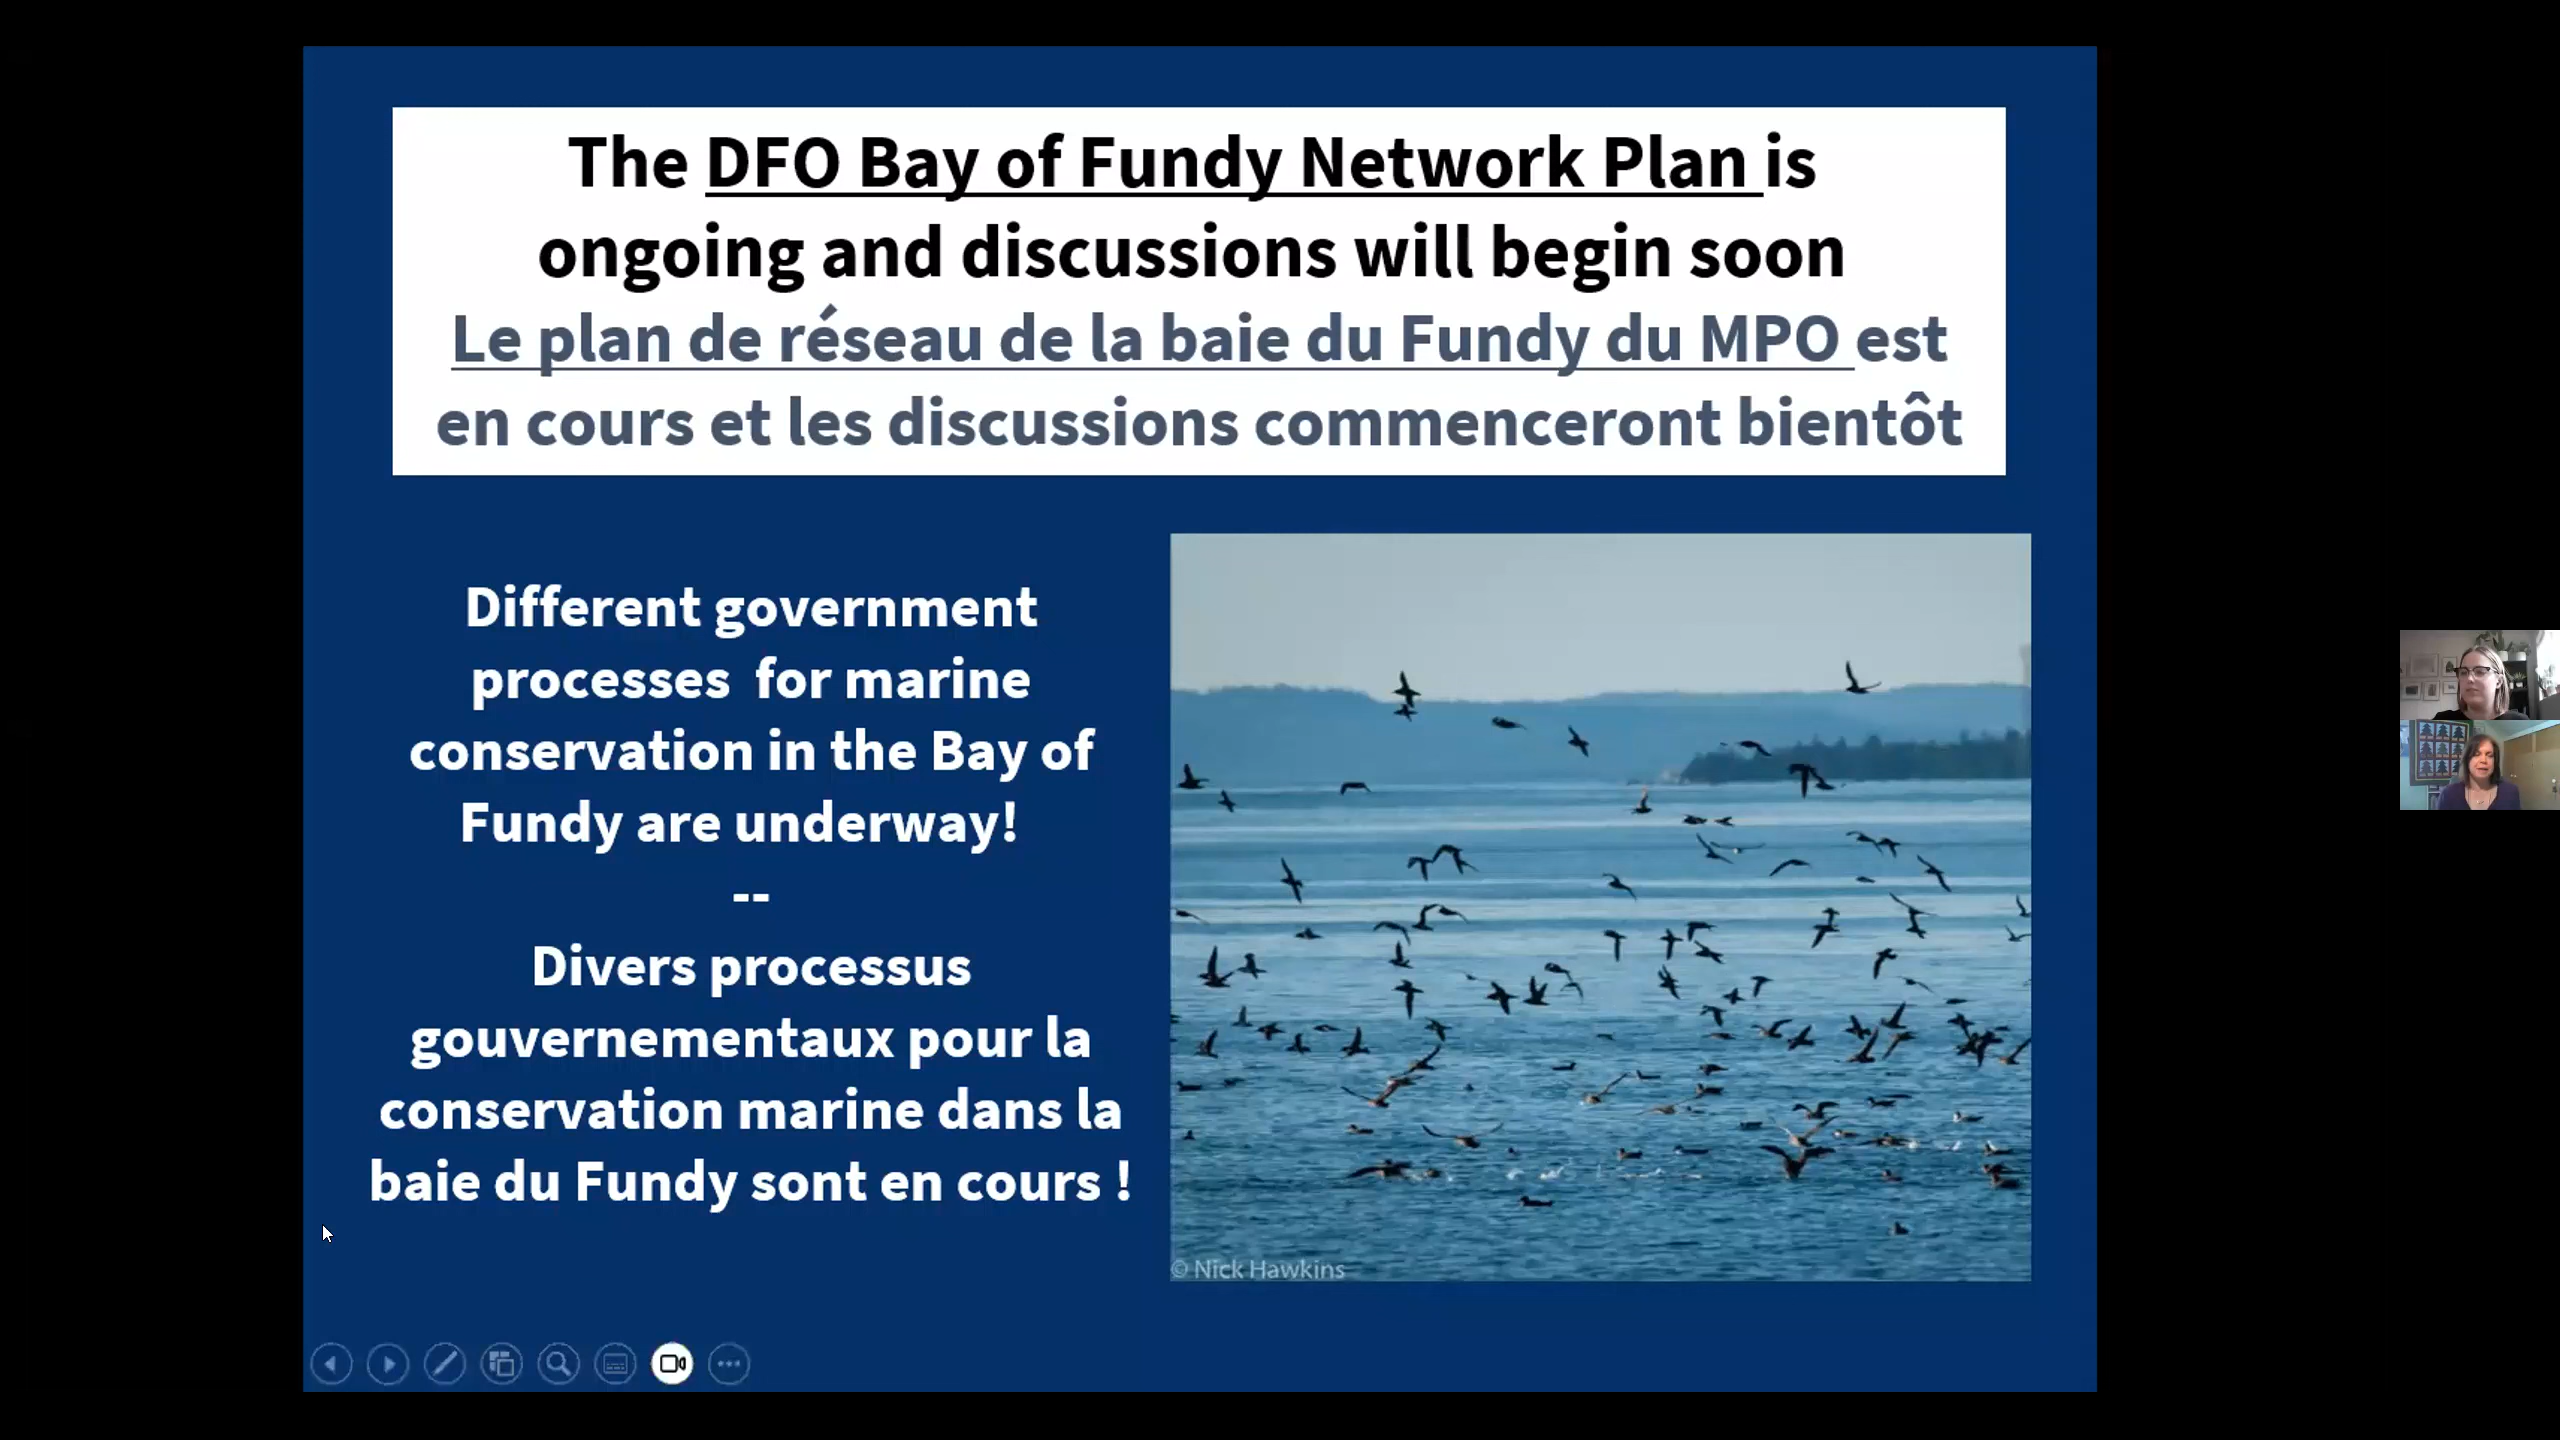 The DFO Bay of Fundy Network Plan is
ongoing and discussions will begin soon
Le plan de réseau de la baie du Fundy du MPO est
en cours et les discussions commenceront bientôt
Different government
processes  for marine
conservation in the Bay of
Fundy are underway!
--
Divers processus
gouvernementaux pour la
conservation marine dans la
baie du Fundy sont en cours !
© Nick Hawkins